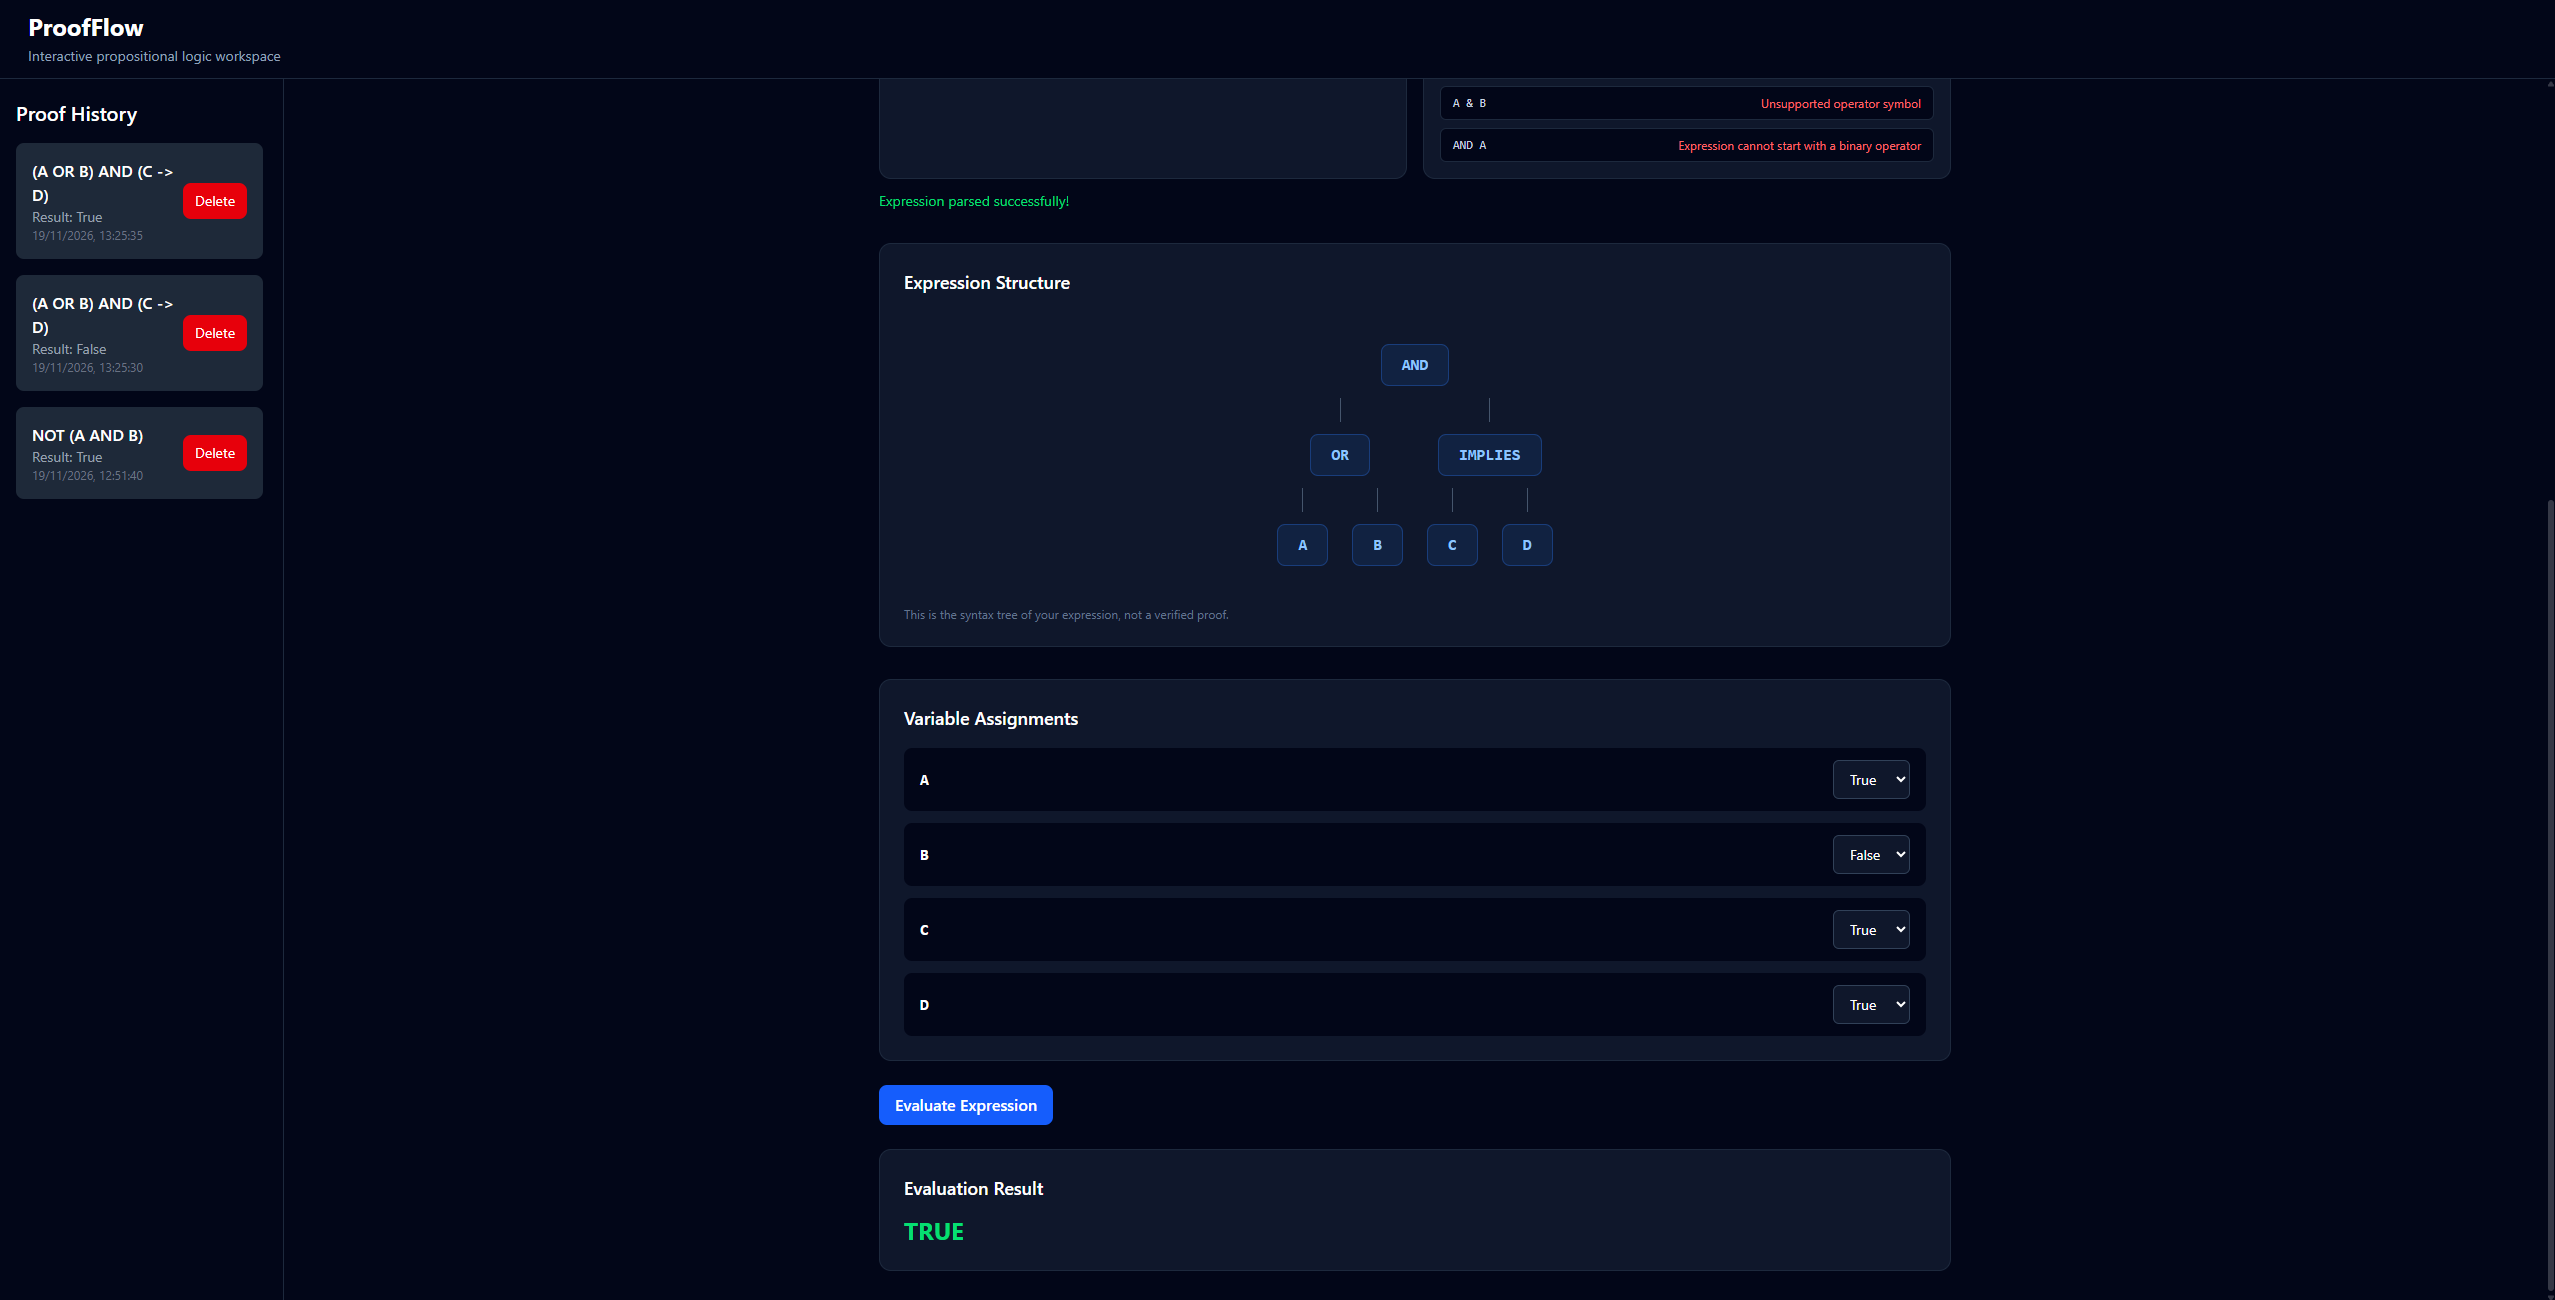 ProofFlow
Interactive propositional logic workspace
Proof History
(A OR B) AND (C ->
D)
Result: True
19/11/2026, 13:25:35
Delete
(A OR B) AND (C ->
D)
Result: False
19/11/2026, 13:25:30
Delete
NOT (A AND B)
Result: True
19/11/2026, 12:51:40
Delete
A & B Unsupported operator symbol
AND A Expression cannot start with a binary operator
Expression parsed successfully!
Expression Structure
AND
OR IMPLIES
A B C D
This is the syntax tree of your expression, not a verified proof.
Variable Assignments
A True
B False
C True
D True
Evaluate Expression
Evaluation Result
TRUE